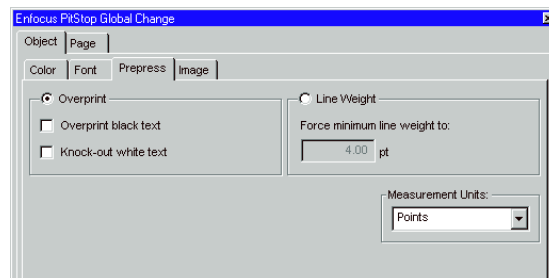 Enfocus PitStop Global Change
Object Page
Color Font Prepress Image
Overprint
Overprint black text
Knock-out white text
Line Weight
Force minimum line weight to:
4.00 pt
Measurement Units:
Points